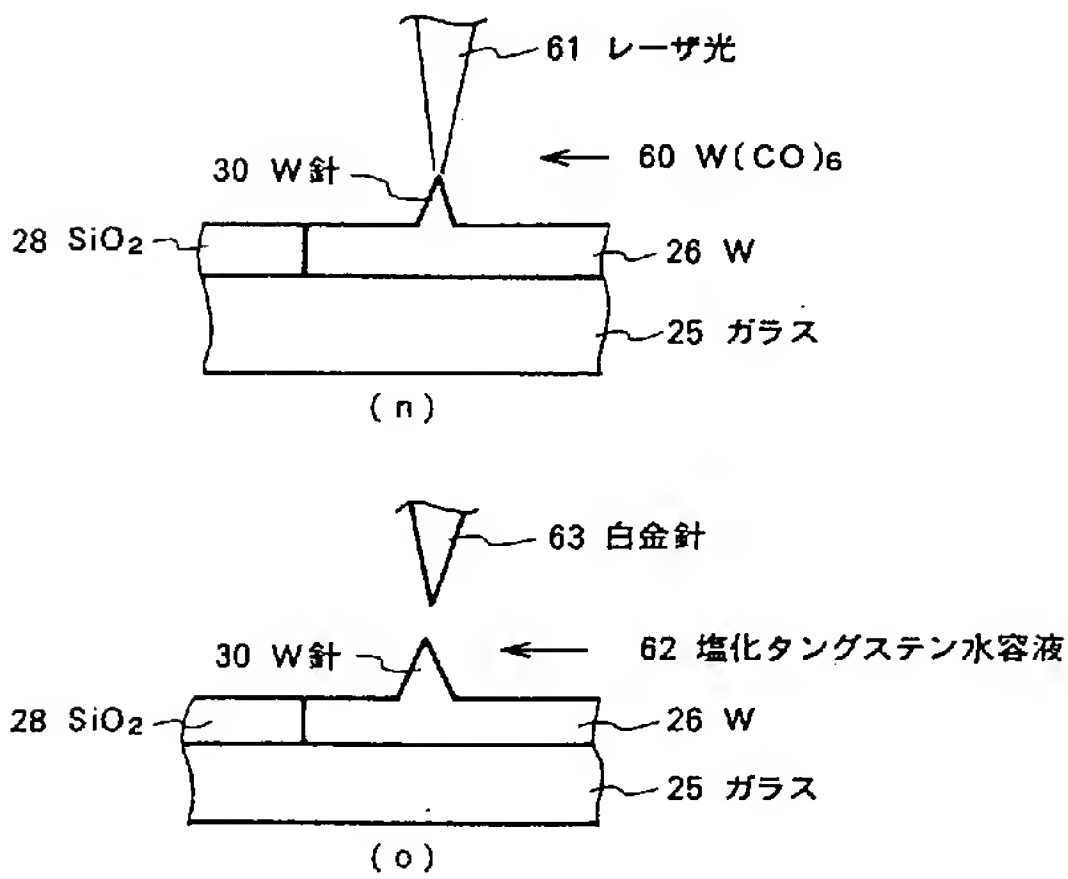 61 レーザ光
60 W(CO)6
30 W針
28 SiO2
26 W
25 ガラス
(n)
63 白金針
62 塩化タングステン水容液
30 W針
28 SiO2
26 W
25 ガラス
(o)